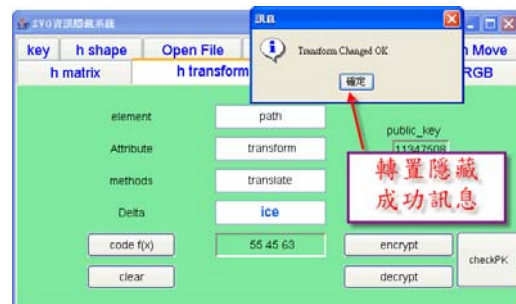 SVG資訊隱藏系統
訊息
key
h shape
Open File
Move
h matrix
h transform
RGB
Transform Changed OK
確定
element
path
public_key
11347508
Attribute
transform
轉置隱藏
成功訊息
methods
translate
Delta
ice
code f(x)
55 45 63
encrypt
checkPK
clear
decrypt